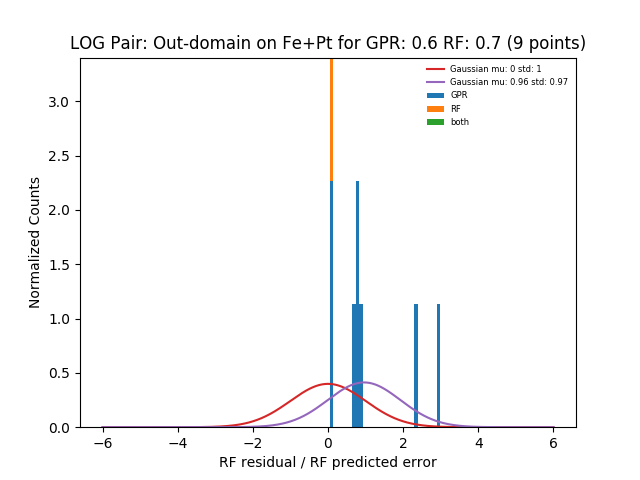 LOG Pair: Out-domain on Fe+Pt for GPR: 0.6 RF: 0.7 (9 points)
Gaussian mu: 0 std: 1
Gaussian mu: 0.96 std: 0.97
GPR
RF
both
Normalized Counts
3.0
2.5
2.0
1.5
1.0
0.5
0.0
−6 −4 −2 0 2 4 6
RF residual / RF predicted error